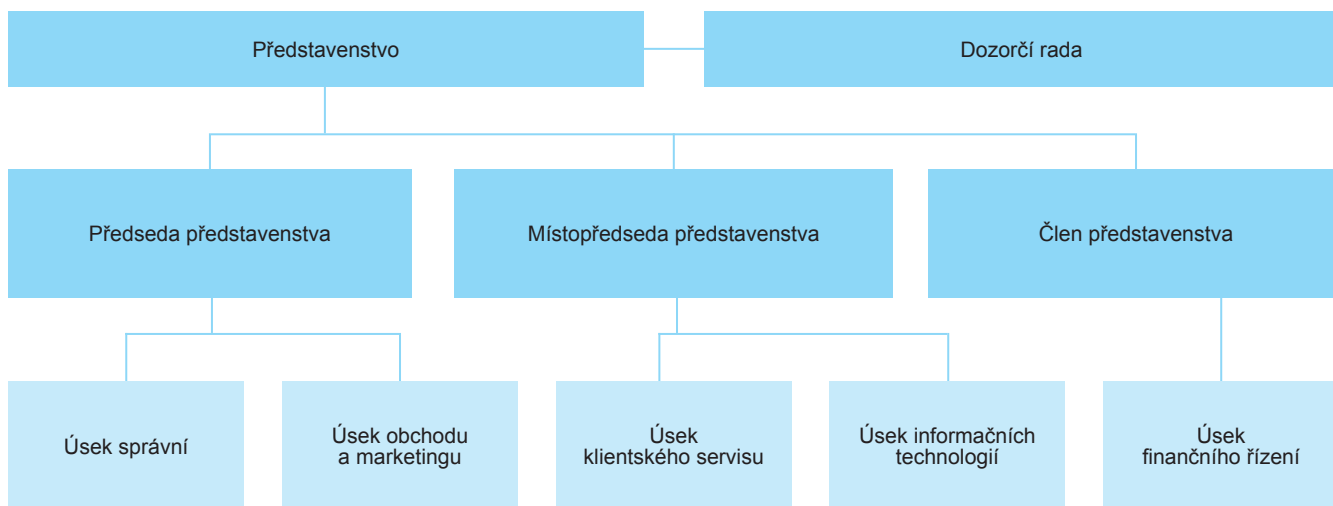 Představenstvo
Dozorčí rada
Předseda představenstva
Místopředseda představenstva
Člen představenstva
Úsek správní
Úsek obchodu
a marketingu
Úsek
klientského servisu
Úsek informačních
technologií
Úsek
finančního řízení